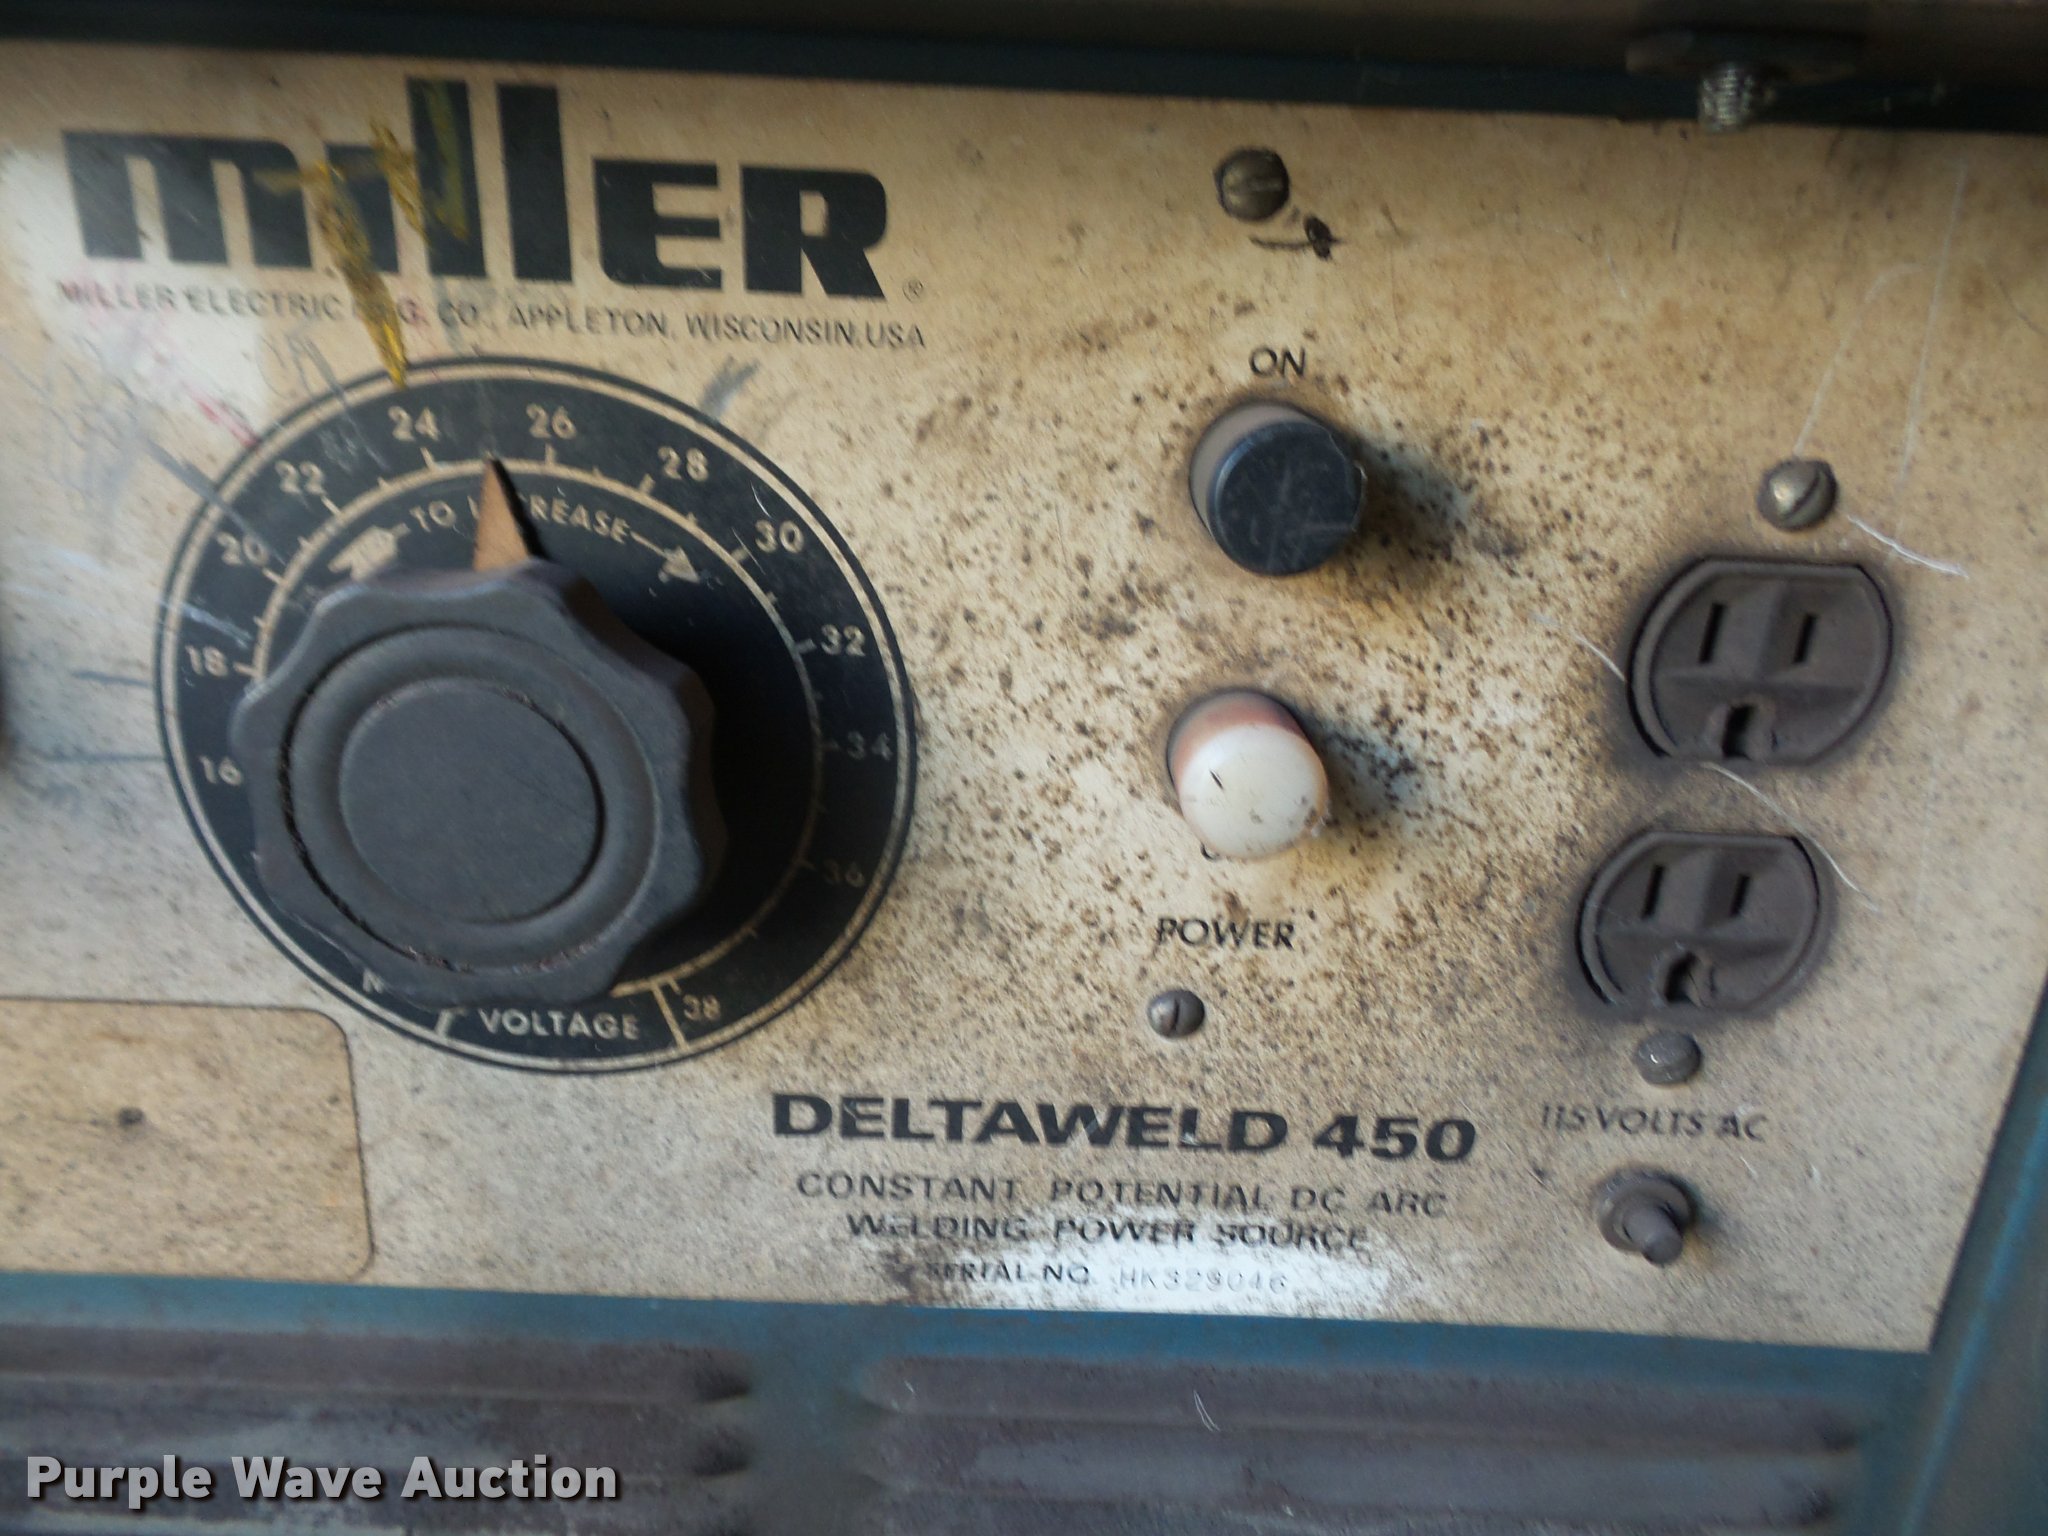 miller ®
MILLER ELECTRIC MFG. CO., APPLETON, WISCONSIN, USA
16 18 20 22 24 26 28 30 32 34 36 38
TO INCREASE
VOLTAGE
ON
POWER
DELTAWELD 450
CONSTANT POTENTIAL DC ARC
WELDING POWER SOURCE
SERIAL NO. HK329046
115 VOLTS AC
Purple Wave Auction